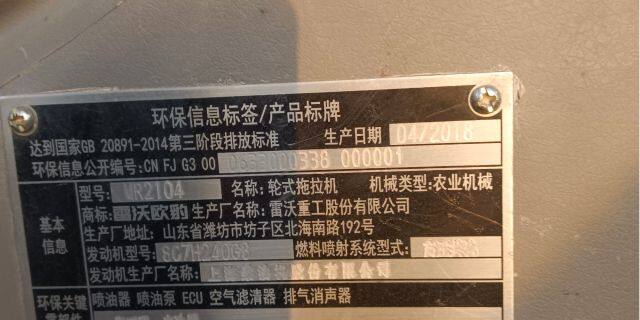 环保信息标签/产品标牌
达到国家GB 20891-2014第三阶段排放标准 生产日期 04/2018
环保信息公开编号:CN FJ G3 00 0633000338 000001
型号: MR2104 名称: 轮式拖拉机 机械类型: 农业机械
基本信息
商标: 雷沃欧豹 生产厂名称: 雷沃重工股份有限公司
生产厂地址: 山东省潍坊市坊子区北海南路192号
发动机型号: SC7H240G3 燃料喷射系统型式:
发动机生产厂名称: 股份有限公司
环保关键 喷油器 喷油泵 ECU 空气滤清器 排气消声器